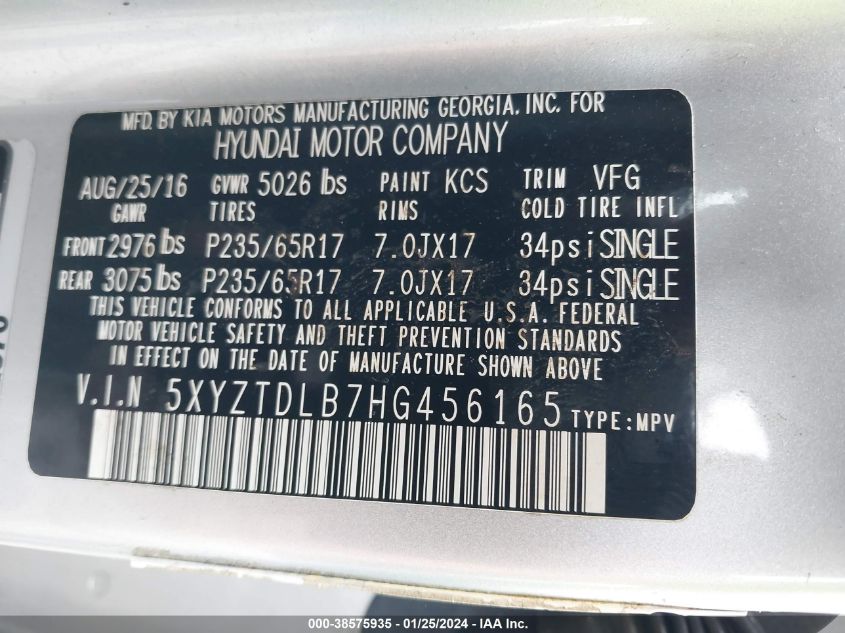 MFD. BY KIA MOTORS MANUFACTURING GEORGIA, INC. FOR
HYUNDAI MOTOR COMPANY
AUG/25/16 GVWR 5026 lbs PAINT KCS TRIM VFG
GAWR TIRES RIMS COLD TIRE INFL
FRONT 2976 lbs P235/65R17 7.0JX17 34psi SINGLE
REAR 3075 lbs P235/65R17 7.0JX17 34psi SINGLE
THIS VEHICLE CONFORMS TO ALL APPLICABLE U.S.A. FEDERAL
MOTOR VEHICLE SAFETY AND THEFT PREVENTION STANDARDS
IN EFFECT ON THE DATE OF MANUFACTURE SHOWN ABOVE
V.I.N 5XYZTDLB7HG456165 TYPE:MPV
000-38575935 - 01/25/2024 - IAA Inc.